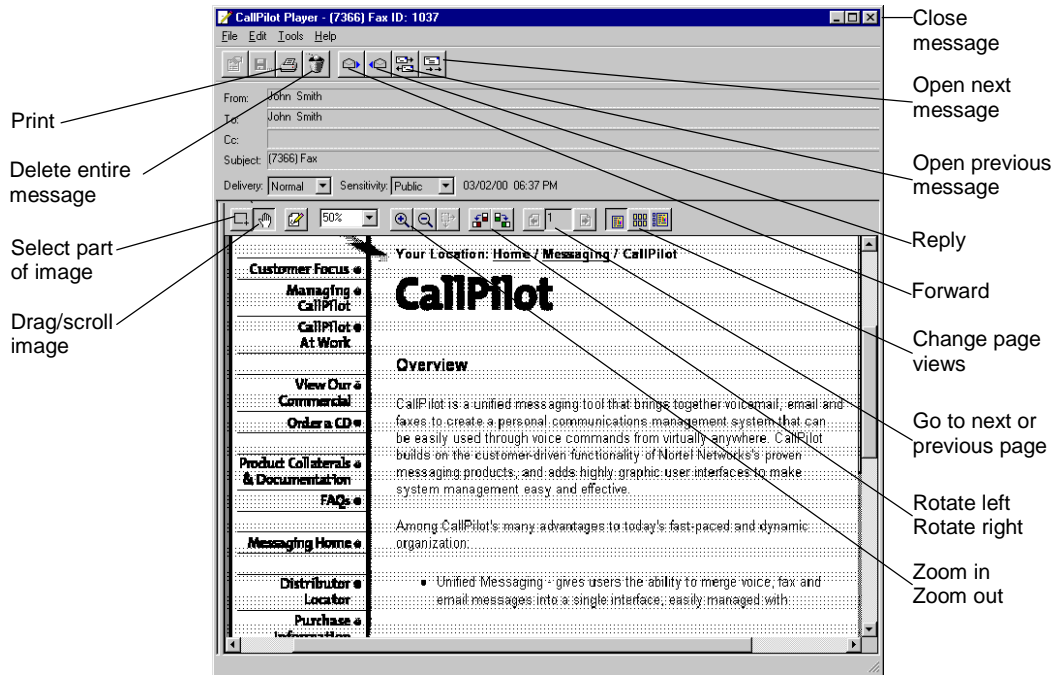 CallPilot Player - (7366) Fax ID: 1037
File Edit Tools Help
From: John Smith
To: John Smith
Cc:
Subject: (7366) Fax
Delivery: Normal Sensitivity: Public 03/02/00 06:37 PM
50%
1
Customer Focus
Managing
CallPilot
CallPilot
At Work
View Our
Commercial
Order a CD
Product Collaterals
& Documentation
FAQs
Messaging Home
Distributor
Locator
Purchase
Information
Your Location: Home / Messaging / CallPilot
CallPilot
Overview
CallPilot is a unified messaging tool that brings together voicemail, email and
faxes to create a personal communications management system that can
be easily used through voice commands from virtually anywhere. CallPilot
builds on the customer-driven functionality of Nortel Networks's proven
messaging products, and adds highly graphic user interfaces to make
system management easy and effective.
Among CallPilot's many advantages to today's fast-paced and dynamic
organization:
Unified Messaging - gives users the ability to merge voice, fax and
email messages into a single interface, easily managed with
Print
Delete entire
message
Select part
of image
Drag/scroll
image
Close
message
Open next
message
Open previous
message
Reply
Forward
Change page
views
Go to next or
previous page
Rotate left
Rotate right
Zoom in
Zoom out